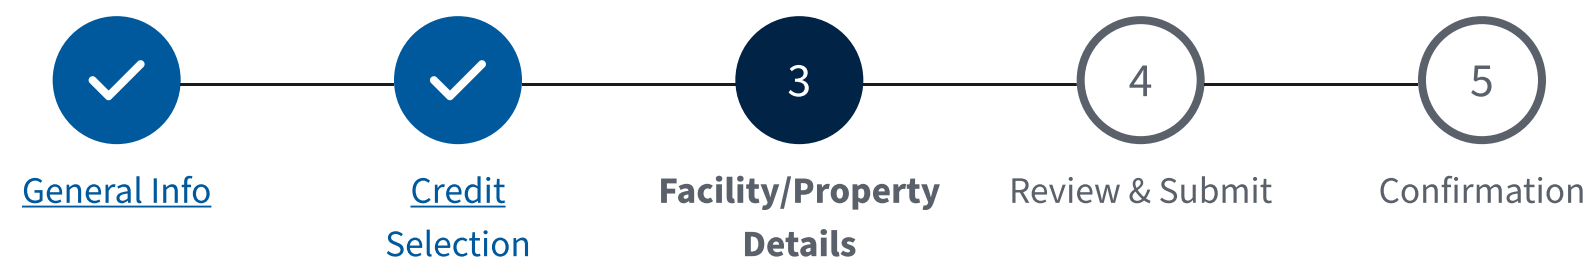 3
4
5
General Info
Credit
Selection
Facility/Property
Details
Review & Submit
Confirmation